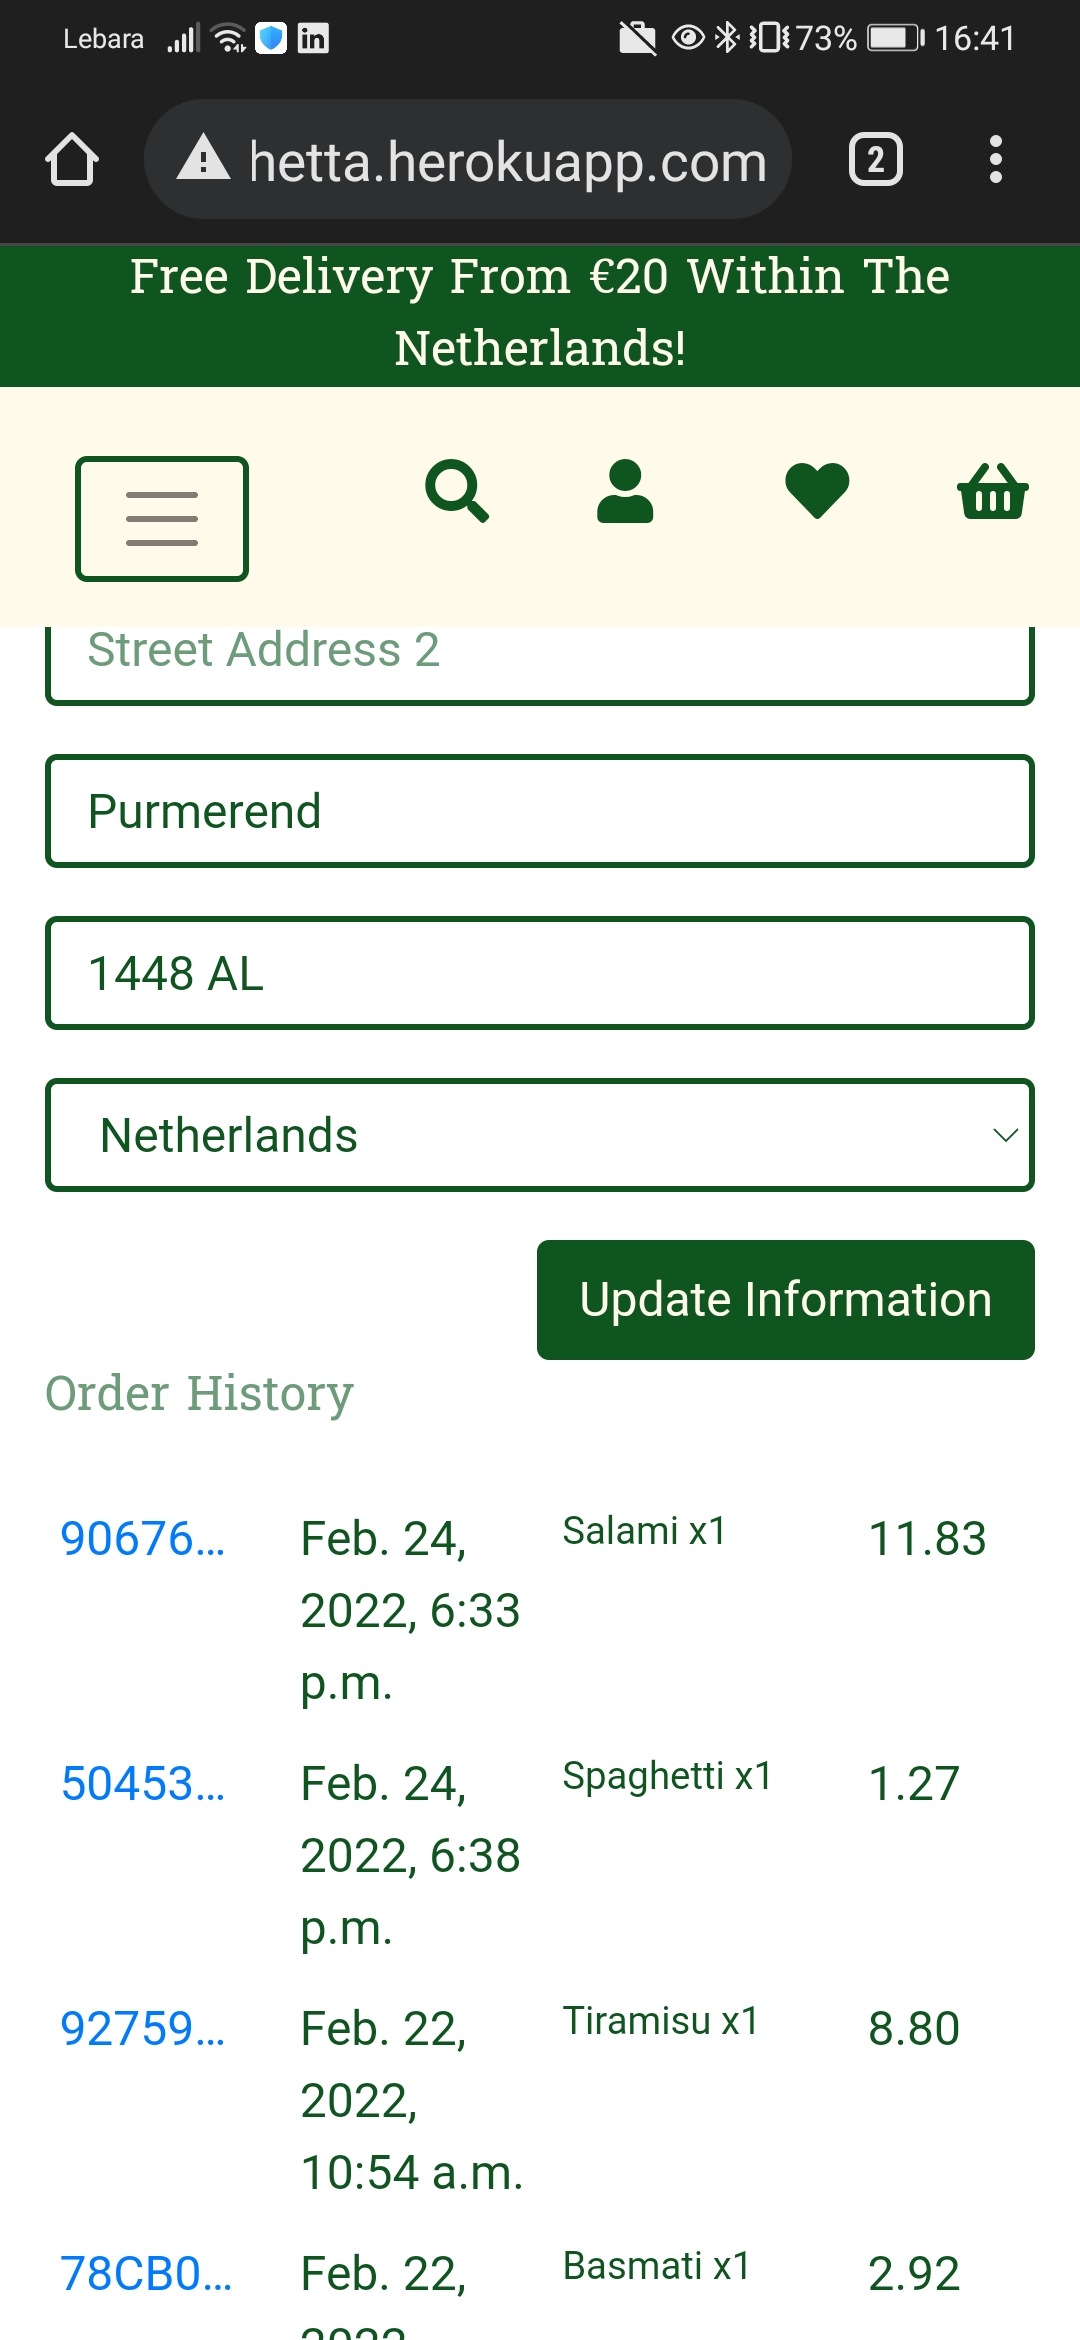 Lebara 73% 16:41
hetta.herokuapp.com 2
Free Delivery From €20 Within The
Netherlands!
Street Address 2
Purmerend
1448 AL
Netherlands
Update Information
Order History
90676... Feb. 24, Salami x1 11.83
2022, 6:33
p.m.
50453... Feb. 24, Spaghetti x1 1.27
2022, 6:38
p.m.
92759... Feb. 22, Tiramisu x1 8.80
2022,
10:54 a.m.
78CB0... Feb. 22, Basmati x1 2.92
2022